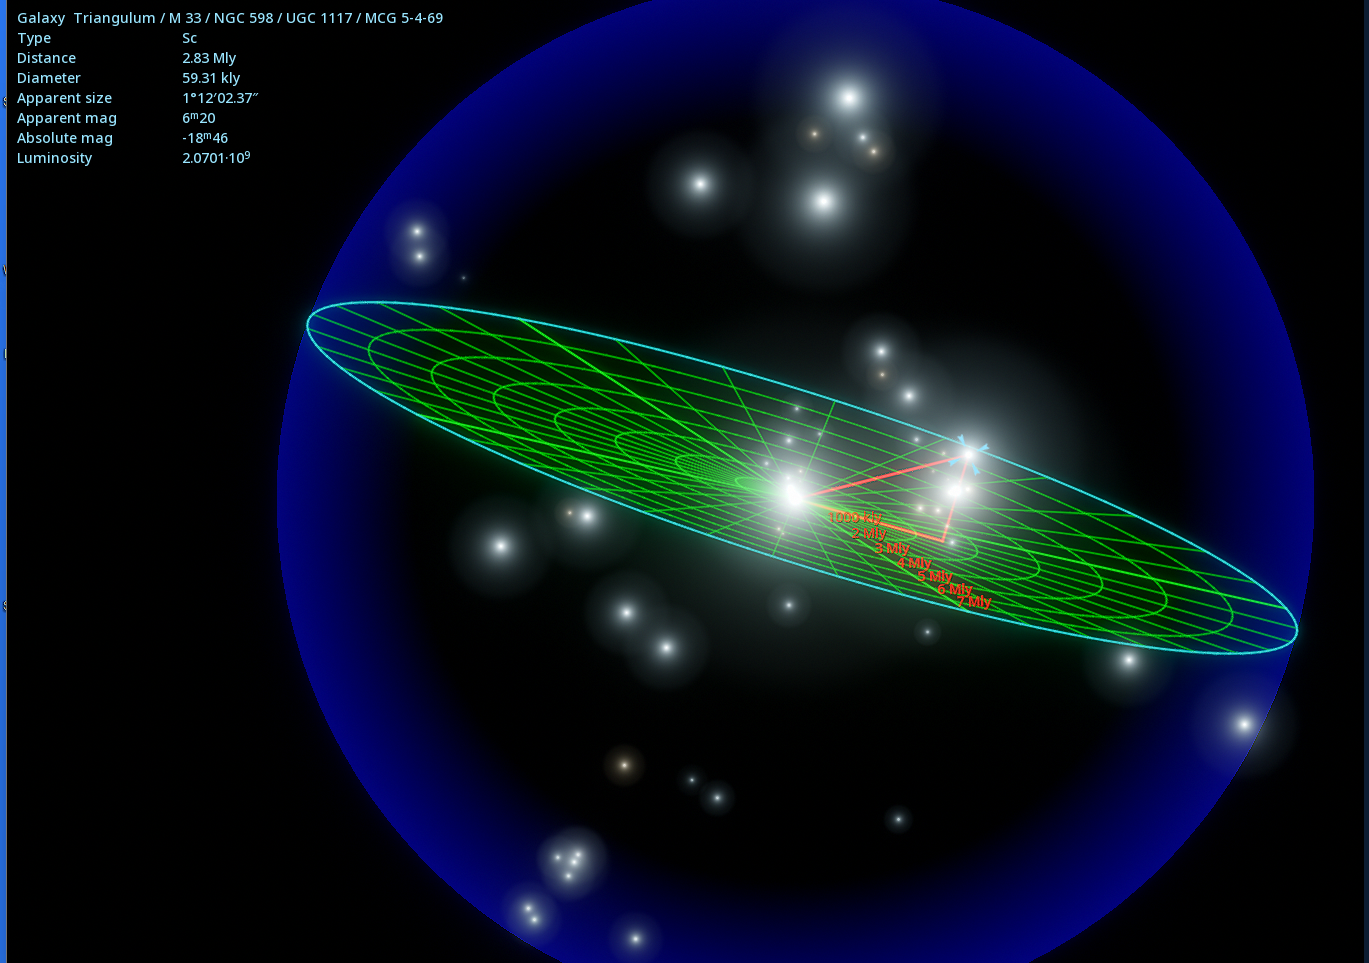 Galaxy Triangulum / M 33 / NGC 598 / UGC 1117 / MCG 5-4-69
Type Sc
Distance 2.83 Mly
Diameter 59.31 kly
Apparent size 1°12′02.37″
Apparent mag 6ᵐ20
Absolute mag -18ᵐ46
Luminosity 2.0701·10⁹
1000 kly
2 Mly
3 Mly
4 Mly
5 Mly
6 Mly
7 Mly